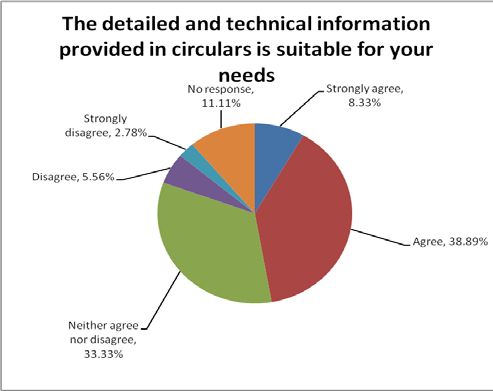 The detailed and technical information
provided in circulars is suitable for your
needs
No response,
11.11%
Strongly agree,
8.33%
Strongly
disagree, 2.78%
Disagree, 5.56%
Agree, 38.89%
Neither agree
nor disagree,
33.33%